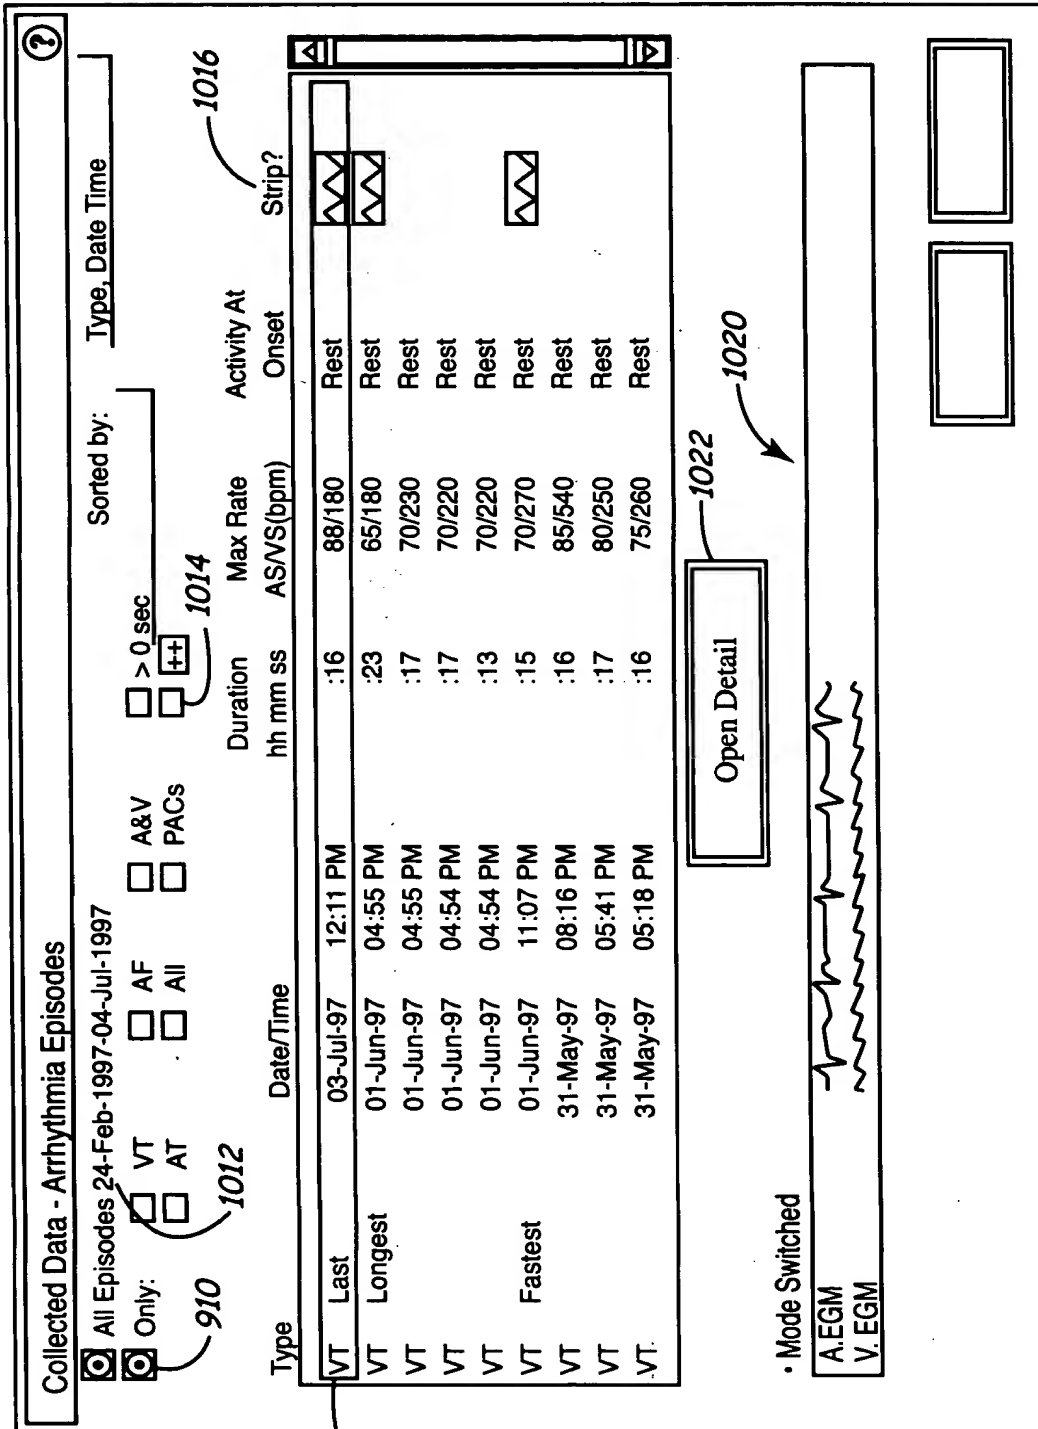 Collected Data - Arrhythmia Episodes ?
All Episodes 24-Feb-1997-04-Jul-1997 Sorted by: Type, Date Time
Only: VT AF A&V > 0 sec
AT All PACs ++
910
1012
1014
1016
Duration Max Rate Activity At
Type Date/Time hh mm ss AS/VS(bpm) Onset Strip?
VT Last 03-Jul-97 12:11 PM :16 88/180 Rest
VT Longest 01-Jun-97 04:55 PM :23 65/180 Rest
VT 01-Jun-97 04:55 PM :17 70/230 Rest
VT 01-Jun-97 04:54 PM :17 70/220 Rest
VT 01-Jun-97 04:54 PM :13 70/220 Rest
VT Fastest 01-Jun-97 11:07 PM :15 70/270 Rest
VT 31-May-97 08:16 PM :16 85/540 Rest
VT 31-May-97 05:41 PM :17 80/250 Rest
VT 31-May-97 05:18 PM :16 75/260 Rest
Open Detail
1022
1020
• Mode Switched
A.EGM
V. EGM